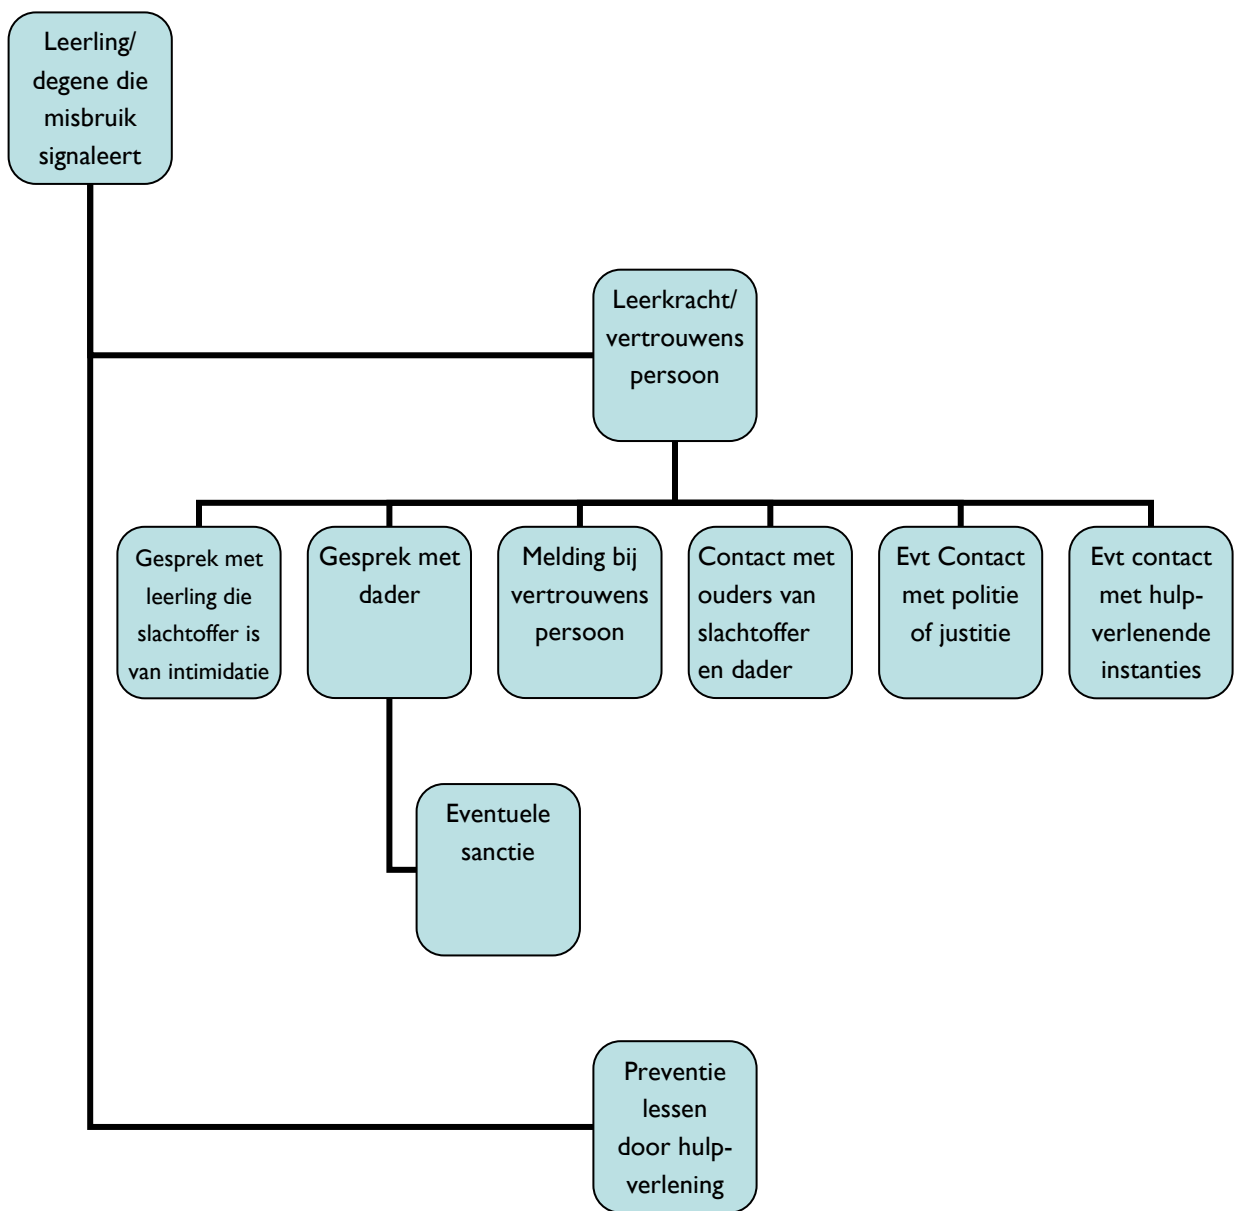 Leerling/
degene die
misbruik
signaleert
Leerkracht/
vertrouwens
persoon
Gesprek met
leerling die
slachtoffer is
van intimidatie
Gesprek met
dader
Melding bij
vertrouwens
persoon
Contact met
ouders van
slachtoffer
en dader
Evt Contact
met politie
of justitie
Evt contact
met hulp-
verlenende
instanties
Eventuele
sanctie
Preventie
lessen
door hulp-
verlening